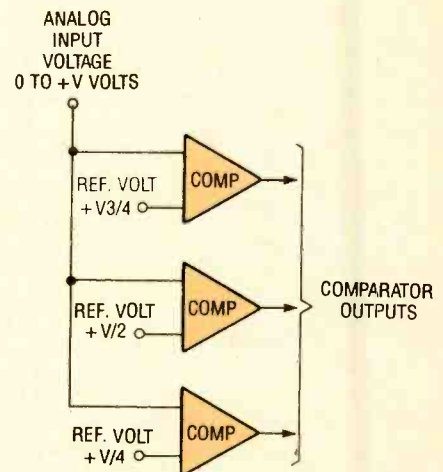 ANALOG
INPUT
VOLTAGE
0 TO +V VOLTS
REF. VOLT
+V3/4
COMP
REF. VOLT
+V/2
COMP
COMPARATOR
OUTPUTS
REF. VOLT
+V/4
COMP